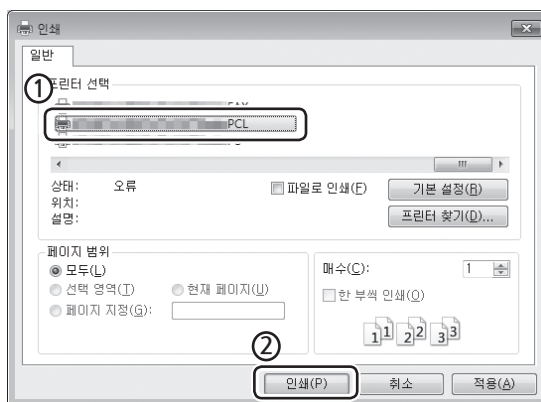 인쇄
일반
① 프린터 선택
FAX
PCL
상태: 오류 파일로 인쇄(F) 기본 설정(R)
위치:
설명: 프린터 찾기(D)...
페이지 범위
모두(L) 매수(C): 1
선택 영역(T) 현재 페이지(U) 한 부씩 인쇄(O)
페이지 지정(G):
1 1 2 2 3 3
②
인쇄(P) 취소 적용(A)